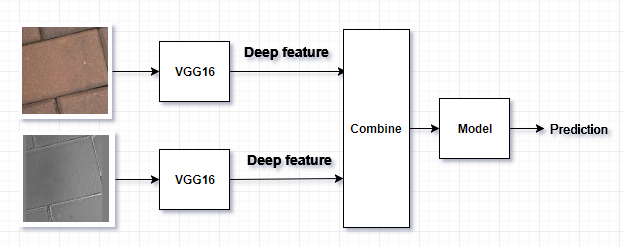 Deep feature
VGG16
Combine
Model
Prediction
Deep feature
VGG16